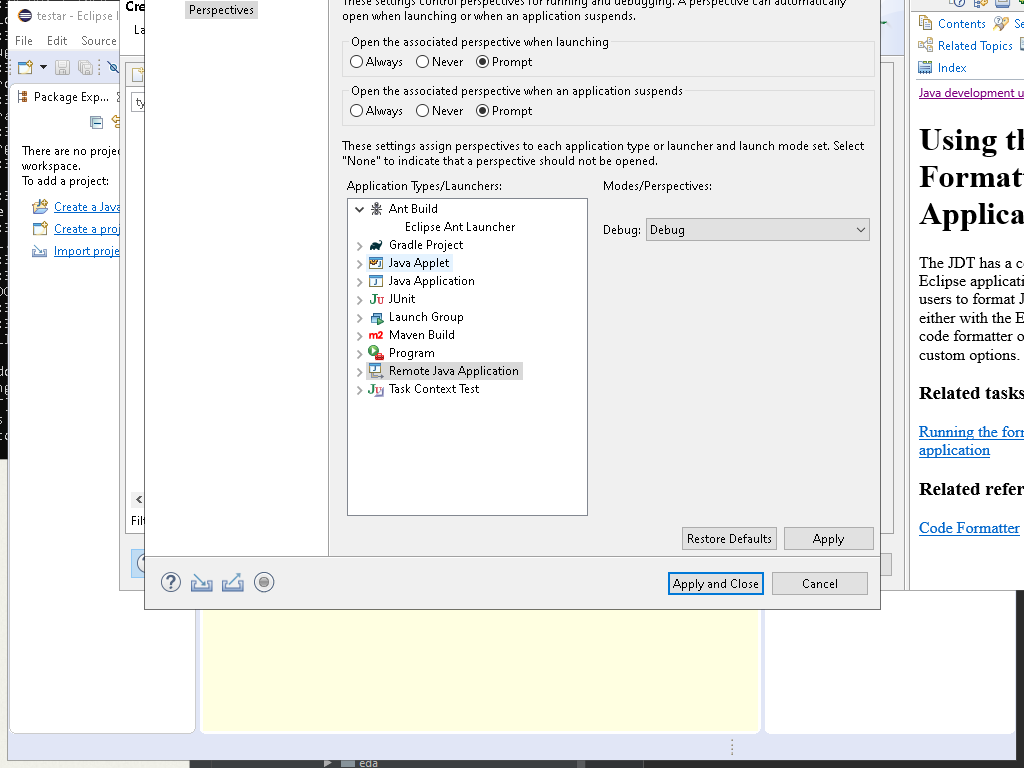 testar - Eclipse I
File Edit Source
Package Exp...
There are no proje
workspace.
To add a project:
Create a Java
Create a proj
Import proje
Cre
La
ty
Filt
Perspectives
These settings control perspectives for running and debugging. A perspective can automatically
open when launching or when an application suspends.
Open the associated perspective when launching
Always Never Prompt
Open the associated perspective when an application suspends
Always Never Prompt
These settings assign perspectives to each application type or launcher and launch mode set. Select
"None" to indicate that a perspective should not be opened.
Application Types/Launchers:
Modes/Perspectives:
Ant Build
Eclipse Ant Launcher
Gradle Project
Java Applet
Java Application
JUnit
Launch Group
Maven Build
Program
Remote Java Application
Task Context Test
Debug: Debug
Restore Defaults Apply
Apply and Close Cancel
Contents Se
Related Topics
Index
Java development u
Using th
Formatt
Applica
The JDT has a co
Eclipse applicati
users to format J
either with the E
code formatter o
custom options.
Related tasks
Running the forn
application
Related refer
Code Formatter
eda